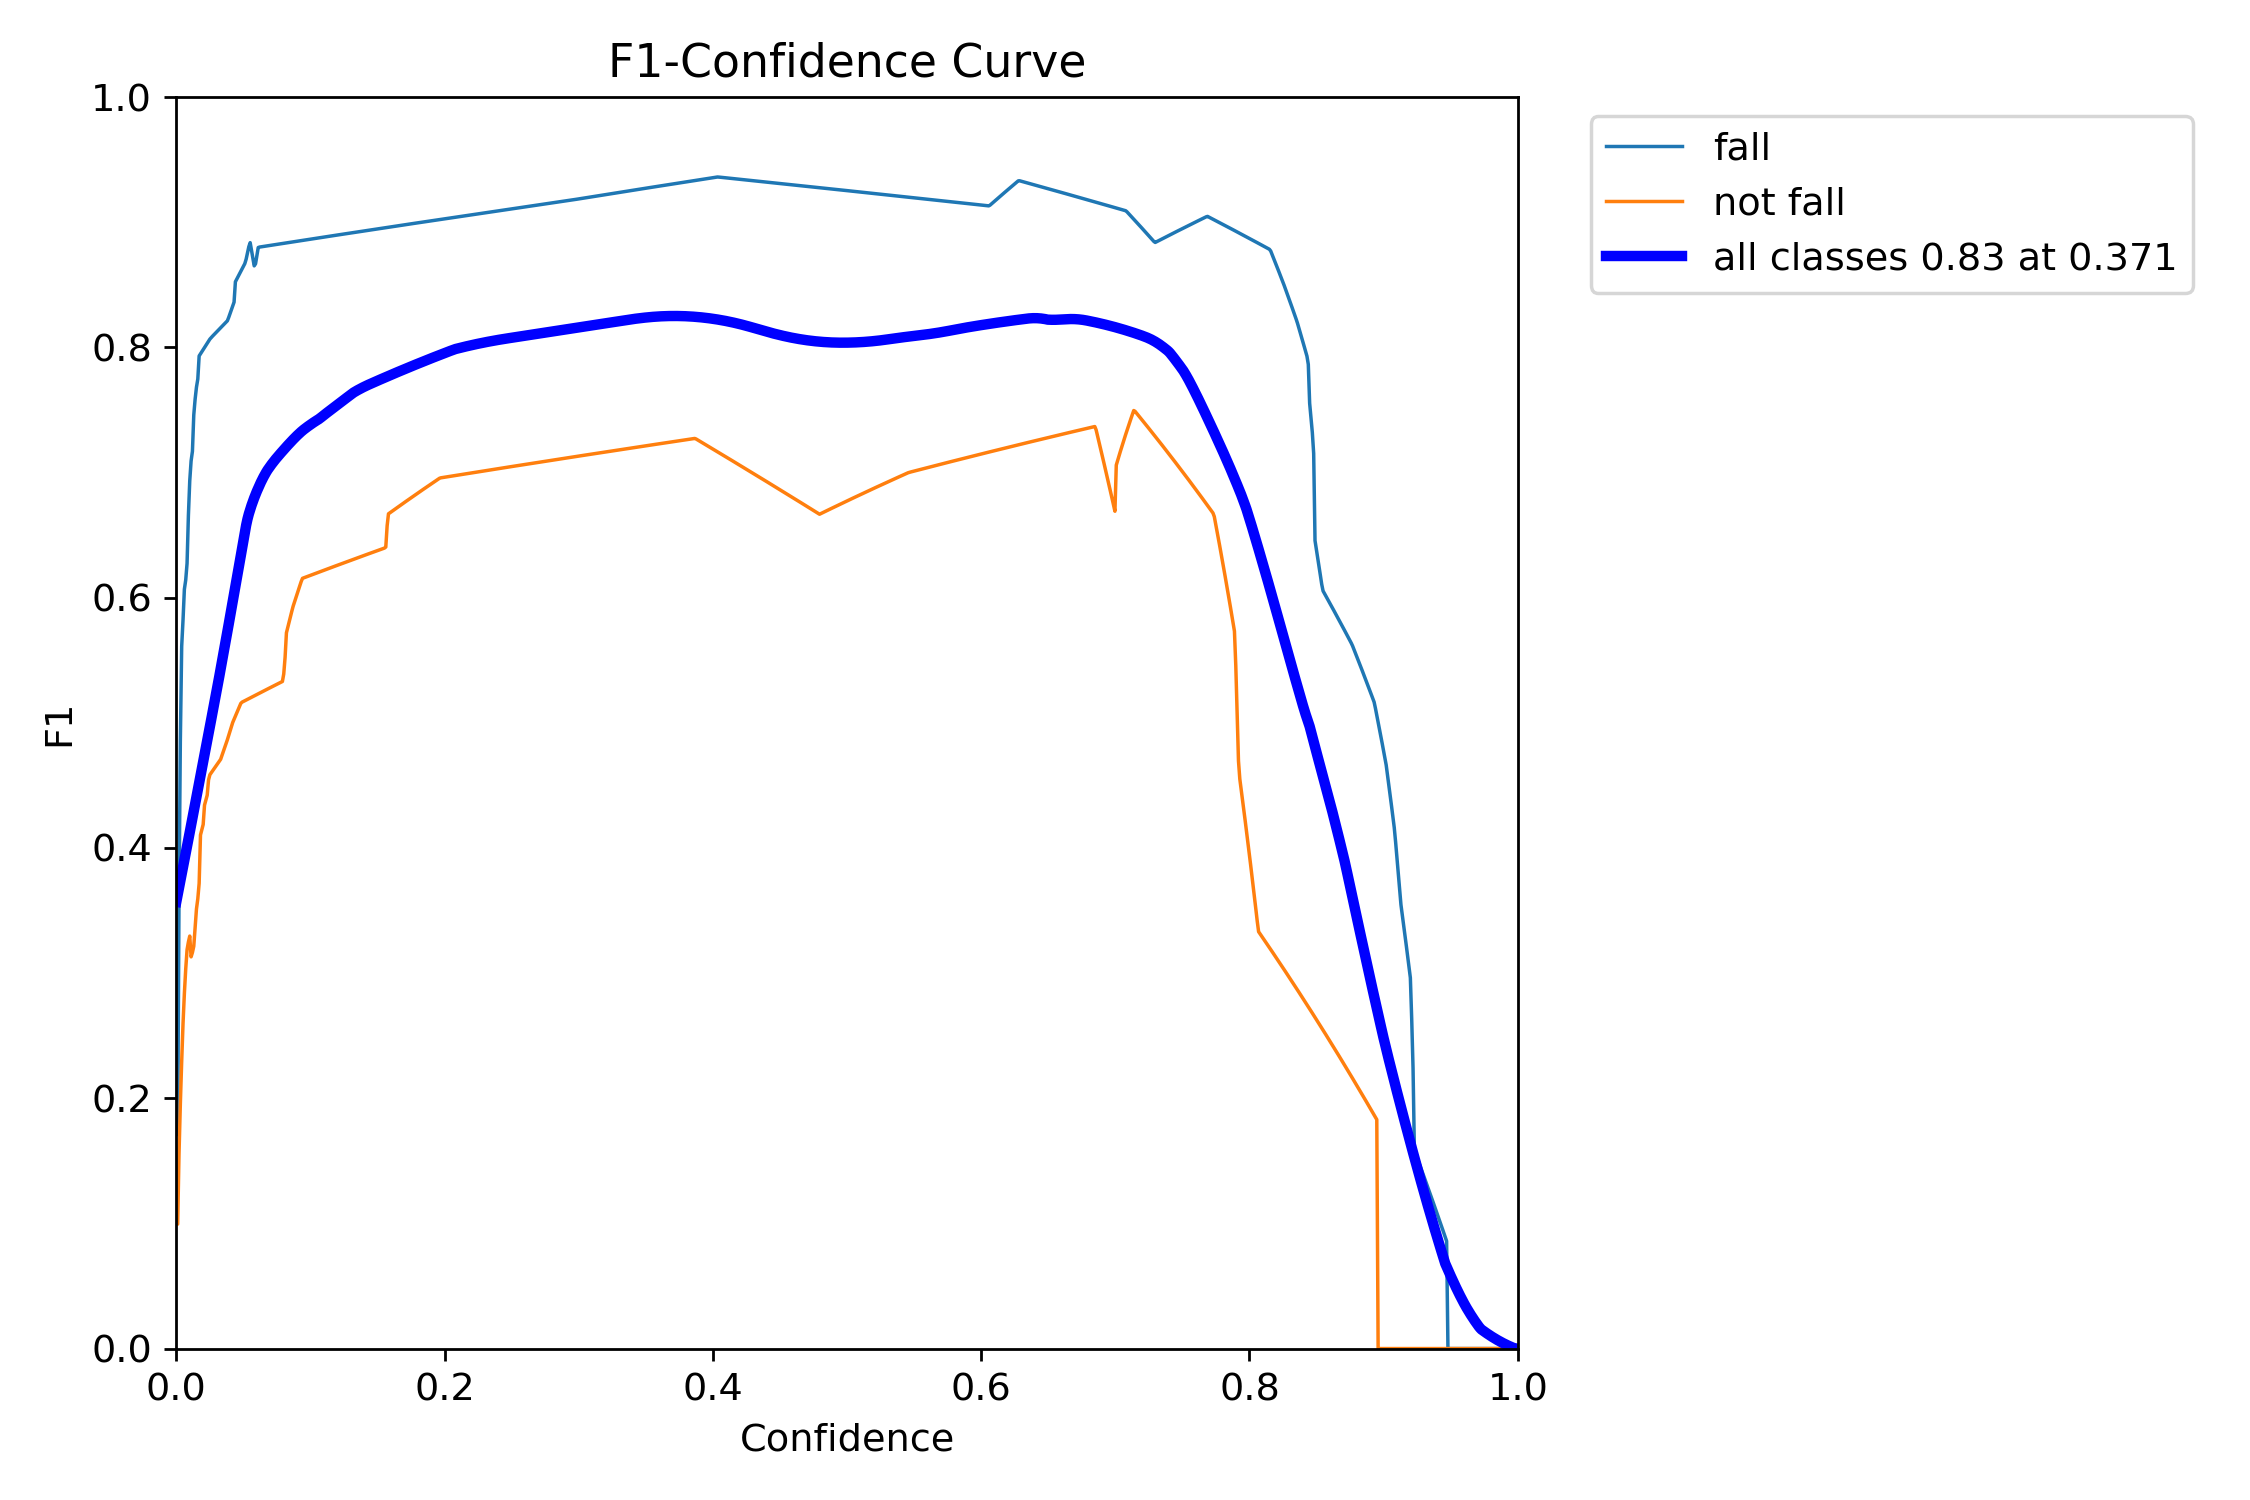 F1-Confidence Curve
1.0
0.8
0.6
0.4
0.2
0.0
F1
0.0 0.2 0.4 0.6 0.8 1.0
Confidence
fall
not fall
all classes 0.83 at 0.371